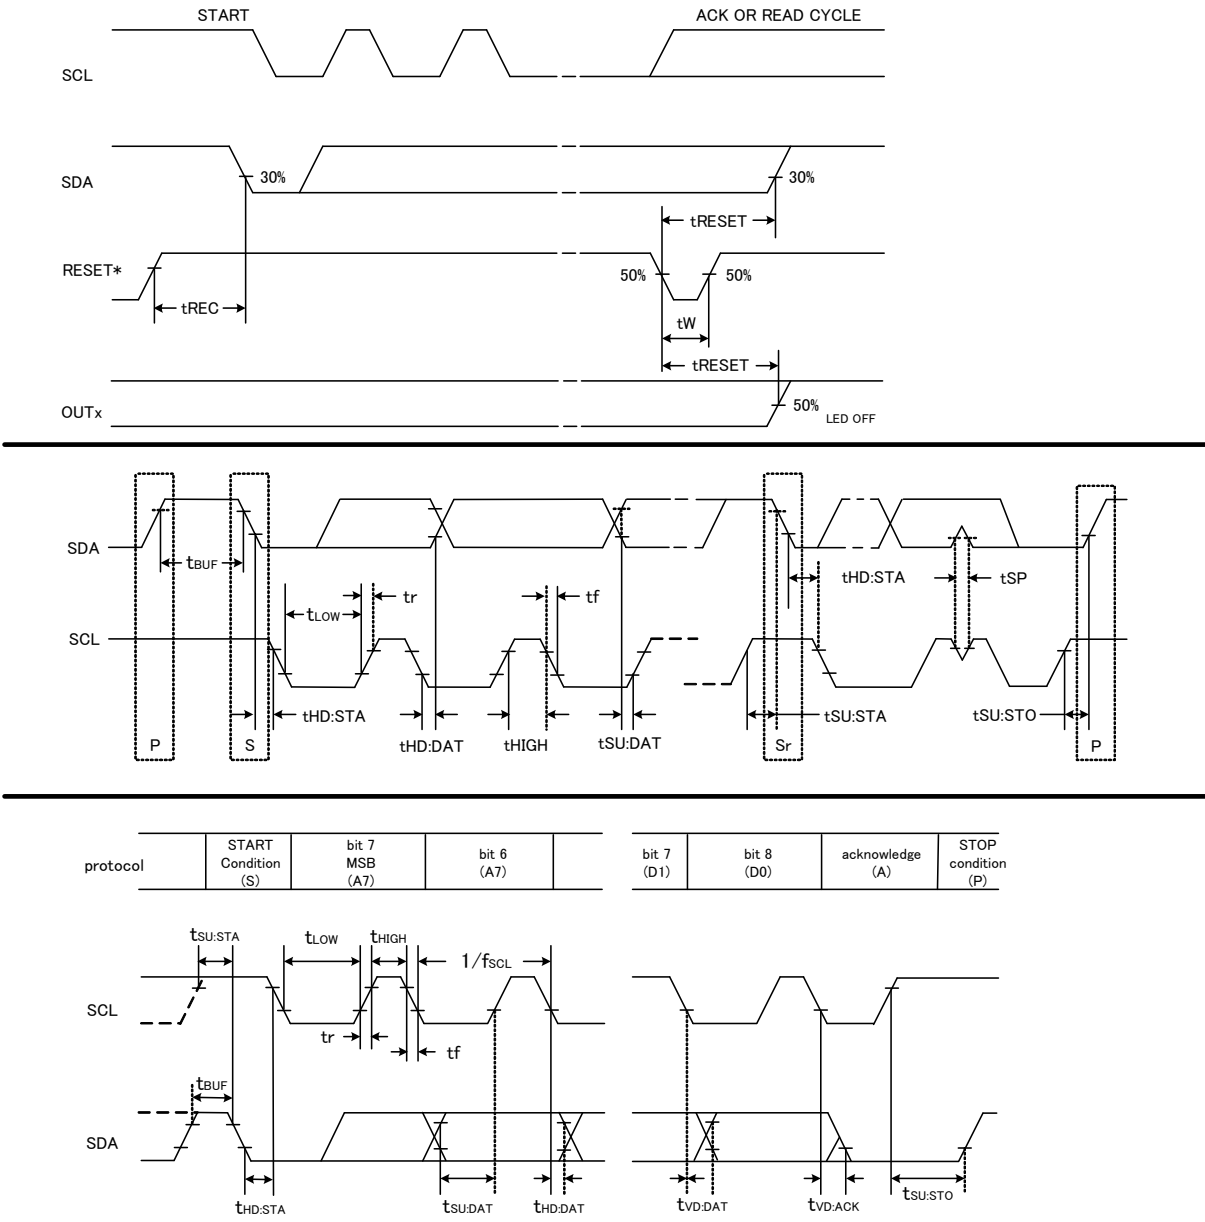 START
ACK OR READ CYCLE
SCL
SDA
30%
30%
tRESET
RESET*
50%
50%
tREC
tW
tRESET
OUTx
50%
LED OFF
SDA
tBUF
tHD:STA
tSP
tLOW
tr
tf
SCL
tHD:STA
tHD:DAT
tHIGH
tSU:DAT
tSU:STA
tSU:STO
P
S
Sr
P
protocol
START
Condition
(S)
bit 7
MSB
(A7)
bit 6
(A7)
bit 7
(D1)
bit 8
(D0)
acknowledge
(A)
STOP
condition
(P)
tSU:STA
tLOW
tHIGH
1/fSCL
SCL
tr
tf
tBUF
SDA
tHD:STA
tSU:DAT
tHD:DAT
tVD:DAT
tVD:ACK
tSU:STO